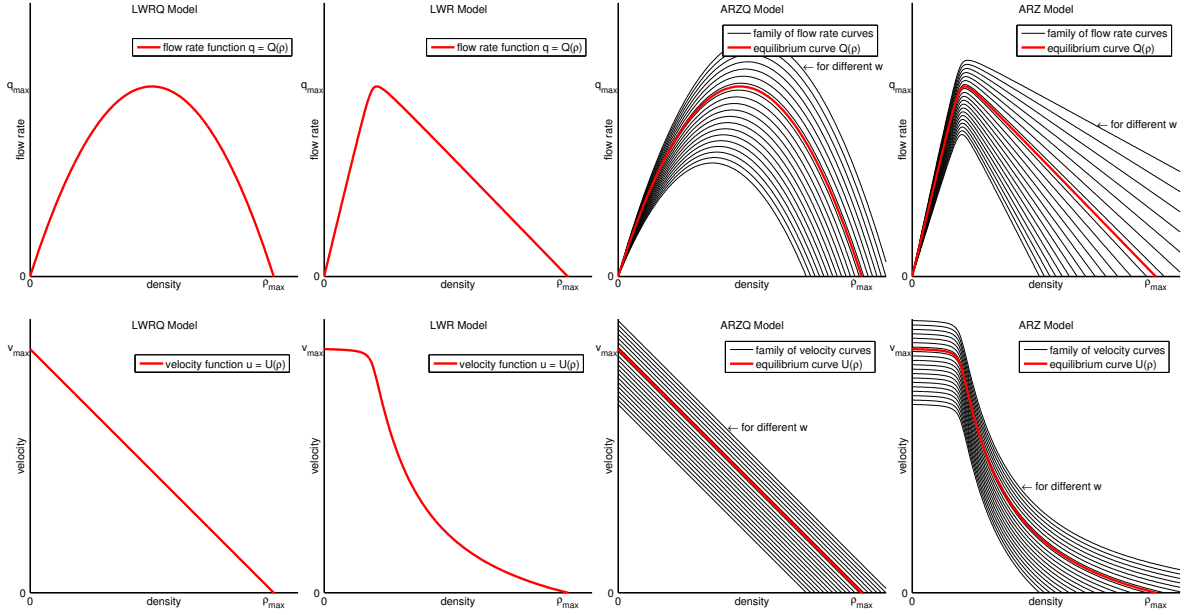 LWRQ Model
flow rate function q = Q(ρ)
q_max
flow rate
0
0
density
ρ_max
LWR Model
flow rate function q = Q(ρ)
q_max
flow rate
0
0
density
ρ_max
ARZQ Model
family of flow rate curves
equilibrium curve Q(ρ)
← for different w
q_max
flow rate
0
0
density
ρ_max
ARZ Model
family of flow rate curves
equilibrium curve Q(ρ)
← for different w
q_max
flow rate
0
0
density
ρ_max
LWRQ Model
velocity function u = U(ρ)
v_max
velocity
0
0
density
ρ_max
LWR Model
velocity function u = U(ρ)
v_max
velocity
0
0
density
ρ_max
ARZQ Model
family of velocity curves
equilibrium curve U(ρ)
← for different w
v_max
velocity
0
0
density
ρ_max
ARZ Model
family of velocity curves
equilibrium curve U(ρ)
← for different w
v_max
velocity
0
0
density
ρ_max